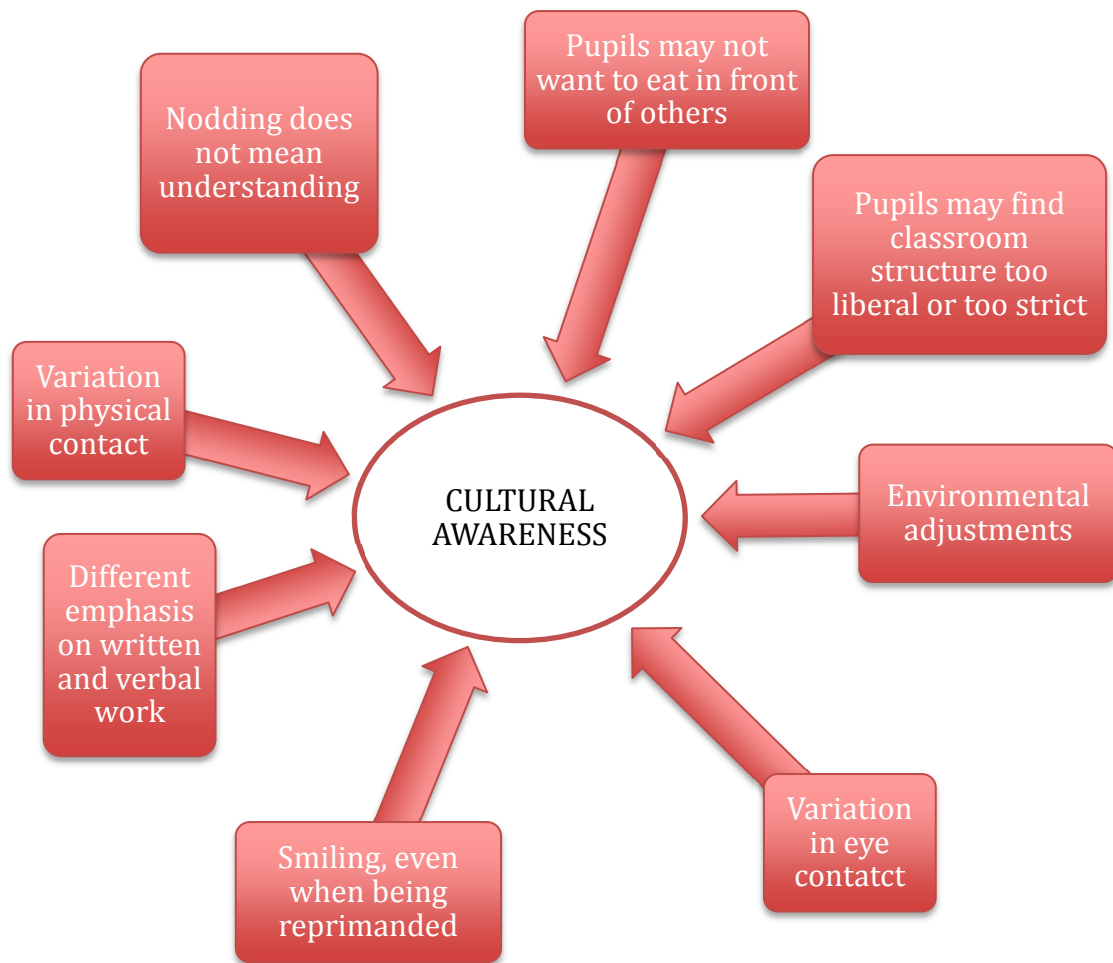 Pupils may not
want to eat in front
of others
Nodding does
not mean
understanding
Pupils may find
classroom
structure too
liberal or too strict
Variation
in physical
contact
CULTURAL
AWARENESS
Environmental
adjustments
Different
emphasis
on written
and verbal
work
Variation
in eye
contatct
Smiling, even
when being
reprimanded